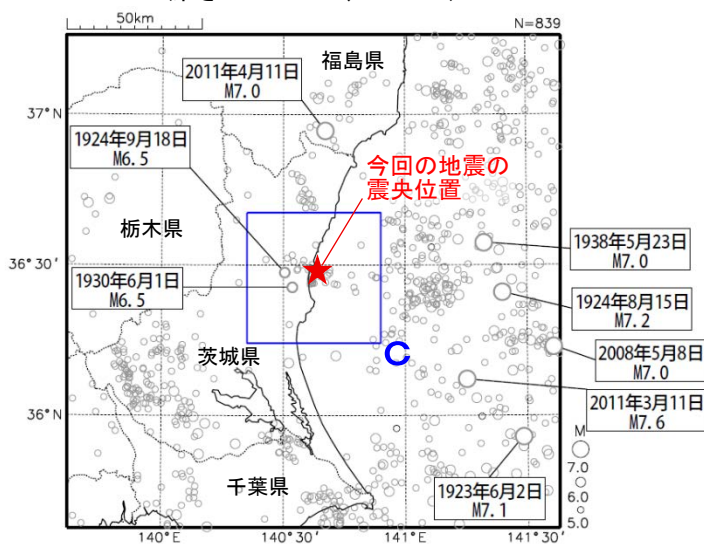 50km
N=839
福島県
2011年4月11日
M7.0
37°N
1924年9月18日
M6.5
今回の地震の
震央位置
栃木県
1938年5月23日
M7.0
36°30′
1930年6月1日
M6.5
1924年8月15日
M7.2
2008年5月8日
M7.0
茨城県
C
2011年3月11日
M7.6
36°N
M
7.0
6.0
5.0
千葉県
1923年6月2日
M7.1
140°E
140°30′
141°E
141°30′